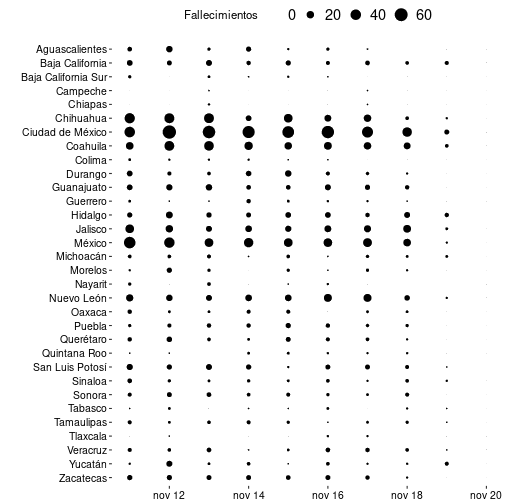 Fallecimientos 0 20 40 60
Aguascalientes
Baja California
Baja California Sur
Campeche
Chiapas
Chihuahua
Ciudad de México
Coahuila
Colima
Durango
Guanajuato
Guerrero
Hidalgo
Jalisco
México
Michoacán
Morelos
Nayarit
Nuevo León
Oaxaca
Puebla
Querétaro
Quintana Roo
San Luis Potosí
Sinaloa
Sonora
Tabasco
Tamaulipas
Tlaxcala
Veracruz
Yucatán
Zacatecas
nov 12 nov 14 nov 16 nov 18 nov 20